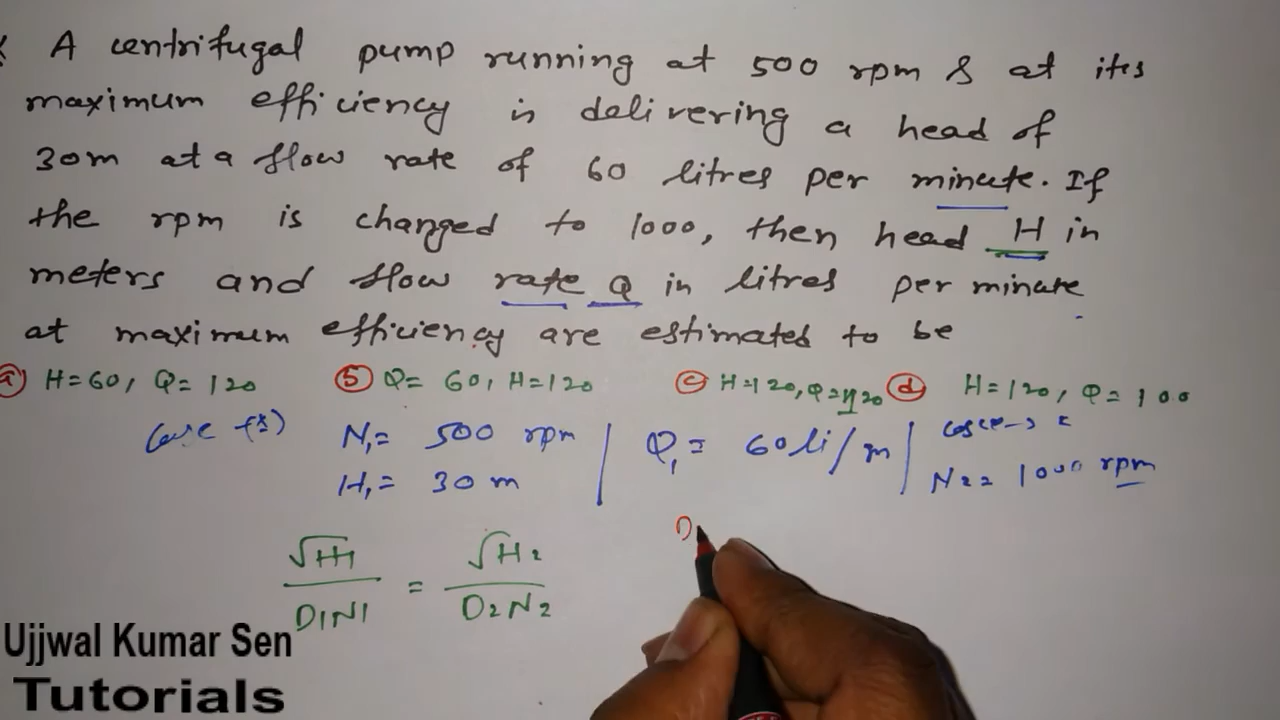 A centrifugal pump running at 500 rpm & at its
maximum efficiency is delivering a head of
30m at a flow rate of 60 litres per minute. If
the rpm is changed to 1000, then head H in
meters and flow rate Q in litres per minute
at maximum efficiency are estimated to be
a H=60, Q=120 b Q=60, H=120 c H=120, Q=120 d H=120, Q=100
N1= 500 rpm Q1= 60li/m
H1= 30 m N2= 1000 rpm
√H1 / D1N1 = √H2 / D2N2
D
Ujjwal Kumar Sen
Tutorials